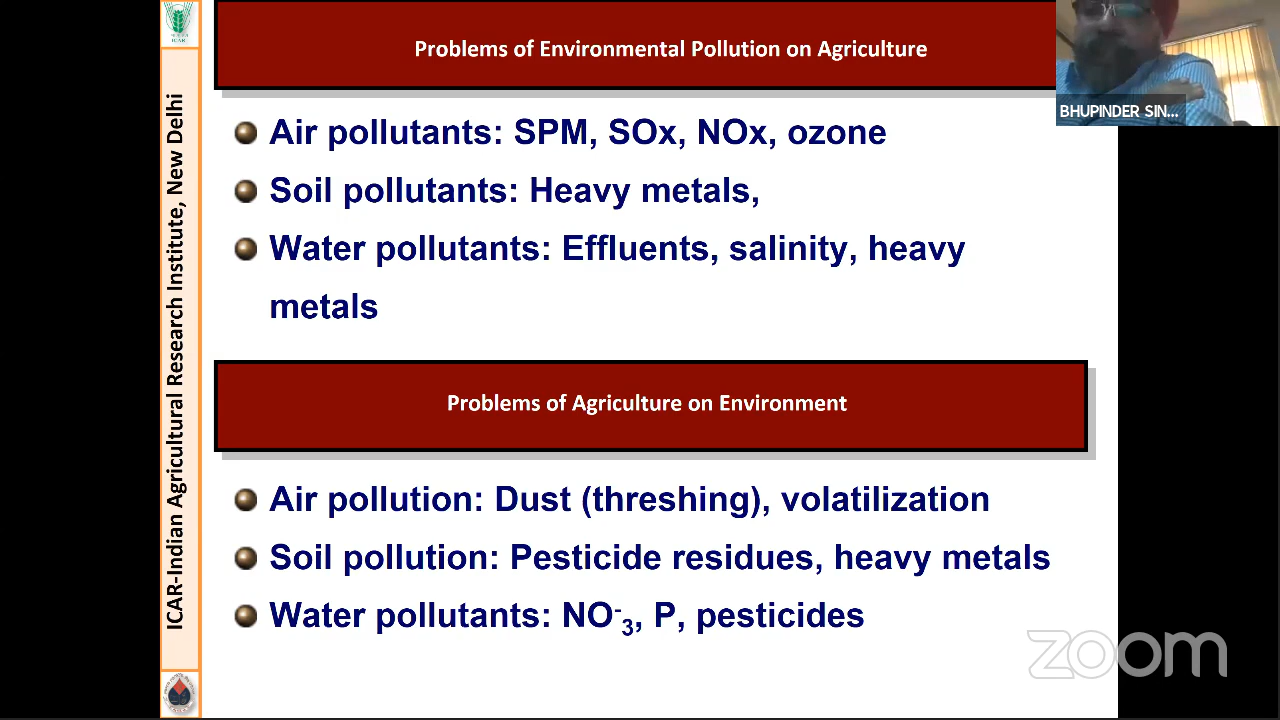 ICAR
ICAR-Indian Agricultural Research Institute, New Delhi
Problems of Environmental Pollution on Agriculture
BHUPINDER SIN...
Air pollutants: SPM, SOx, NOx, ozone
Soil pollutants: Heavy metals,
Water pollutants: Effluents, salinity, heavy
metals
Problems of Agriculture on Environment
Air pollution: Dust (threshing), volatilization
Soil pollution: Pesticide residues, heavy metals
Water pollutants: NO⁻₃, P, pesticides
zoom